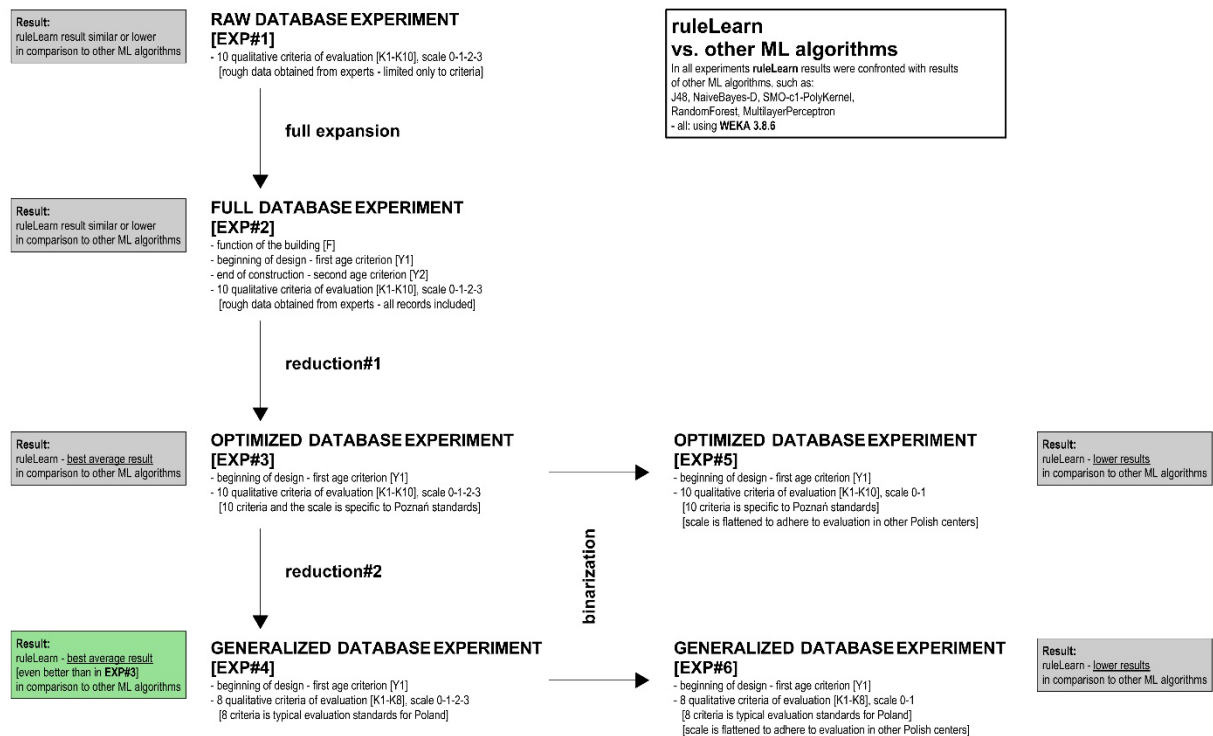 Result:
ruleLearn result similar or lower
in comparison to other ML algorithms
RAW DATABASE EXPERIMENT
[EXP#1]
- 10 qualitative criteria of evaluation [K1-K10], scale 0-1-2-3
[rough data obtained from experts - limited only to criteria]
ruleLearn
vs. other ML algorithms
In all experiments ruleLearn results were confronted with results
of other ML algorithms, such as:
J48, NaiveBayes-D, SMO-c1-PolyKernel,
RandomForest, MultilayerPerceptron
- all: using WEKA 3.8.6
full expansion
Result:
ruleLearn result similar or lower
in comparison to other ML algorithms
FULL DATABASE EXPERIMENT
[EXP#2]
- function of the building [F]
- beginning of design - first age criterion [Y1]
- end of construction - second age criterion [Y2]
- 10 qualitative criteria of evaluation [K1-K10], scale 0-1-2-3
[rough data obtained from experts - all records included]
reduction#1
Result:
ruleLearn - best average result
in comparison to other ML algorithms
OPTIMIZED DATABASE EXPERIMENT
[EXP#3]
- beginning of design - first age criterion [Y1]
- 10 qualitative criteria of evaluation [K1-K10], scale 0-1-2-3
[10 criteria and the scale is specific to Poznań standards]
OPTIMIZED DATABASE EXPERIMENT
[EXP#5]
- beginning of design - first age criterion [Y1]
- 10 qualitative criteria of evaluation [K1-K10], scale 0-1
[10 criteria is specific to Poznań standards]
[scale is flattened to adhere to evaluation in other Polish centers]
Result:
ruleLearn - lower results
in comparison to other ML algorithms
reduction#2
binarization
Result:
ruleLearn - best average result
[even better than in EXP#3]
in comparison to other ML algorithms
GENERALIZED DATABASE EXPERIMENT
[EXP#4]
- beginning of design - first age criterion [Y1]
- 8 qualitative criteria of evaluation [K1-K8], scale 0-1-2-3
[8 criteria is typical evaluation standards for Poland]
GENERALIZED DATABASE EXPERIMENT
[EXP#6]
- beginning of design - first age criterion [Y1]
- 8 qualitative criteria of evaluation [K1-K8], scale 0-1
[8 criteria is typical evaluation standards for Poland]
[scale is flattened to adhere to evaluation in other Polish centers]
Result:
ruleLearn - lower results
in comparison to other ML algorithms